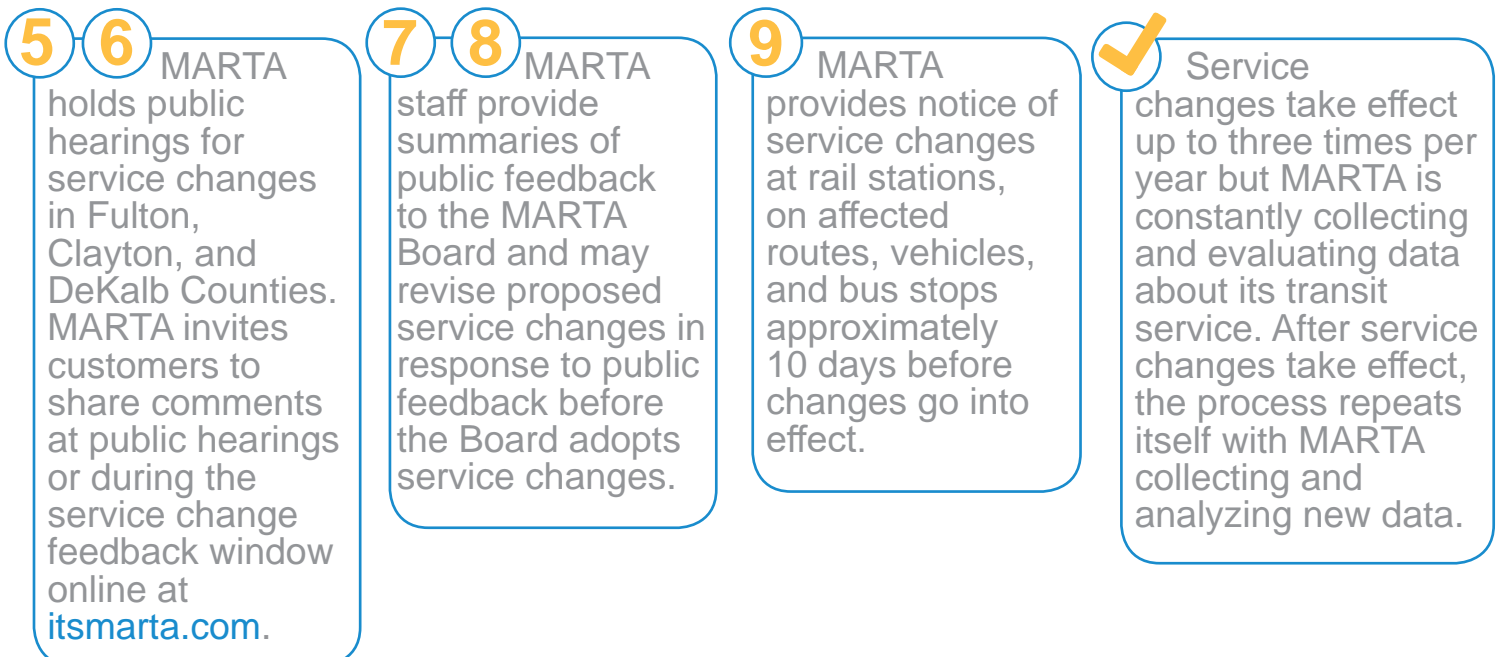 5 6 MARTA
holds public
hearings for
service changes
in Fulton,
Clayton, and
DeKalb Counties.
MARTA invites
customers to
share comments
at public hearings
or during the
service change
feedback window
online at
itsmarta.com.
7 8 MARTA
staff provide
summaries of
public feedback
to the MARTA
Board and may
revise proposed
service changes in
response to public
feedback before
the Board adopts
service changes.
9 MARTA
provides notice of
service changes
at rail stations,
on affected
routes, vehicles,
and bus stops
approximately
10 days before
changes go into
effect.
Service
changes take effect
up to three times per
year but MARTA is
constantly collecting
and evaluating data
about its transit
service. After service
changes take effect,
the process repeats
itself with MARTA
collecting and
analyzing new data.